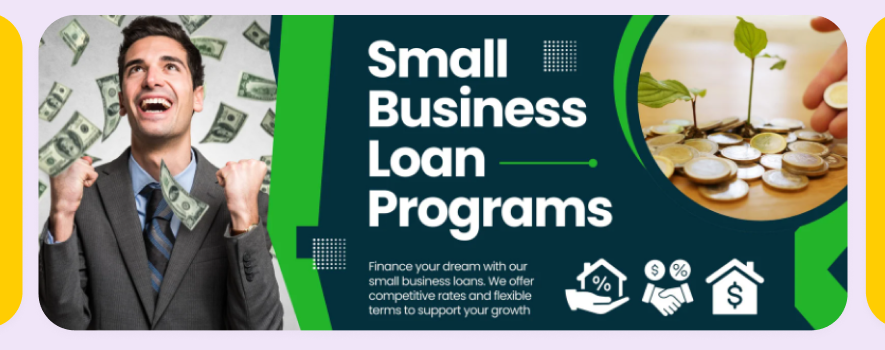 Small
Business
Loan
Programs
Finance your dream with our
small business loans. We offer
competitive rates and flexible
terms to support your growth
%
$ %
$